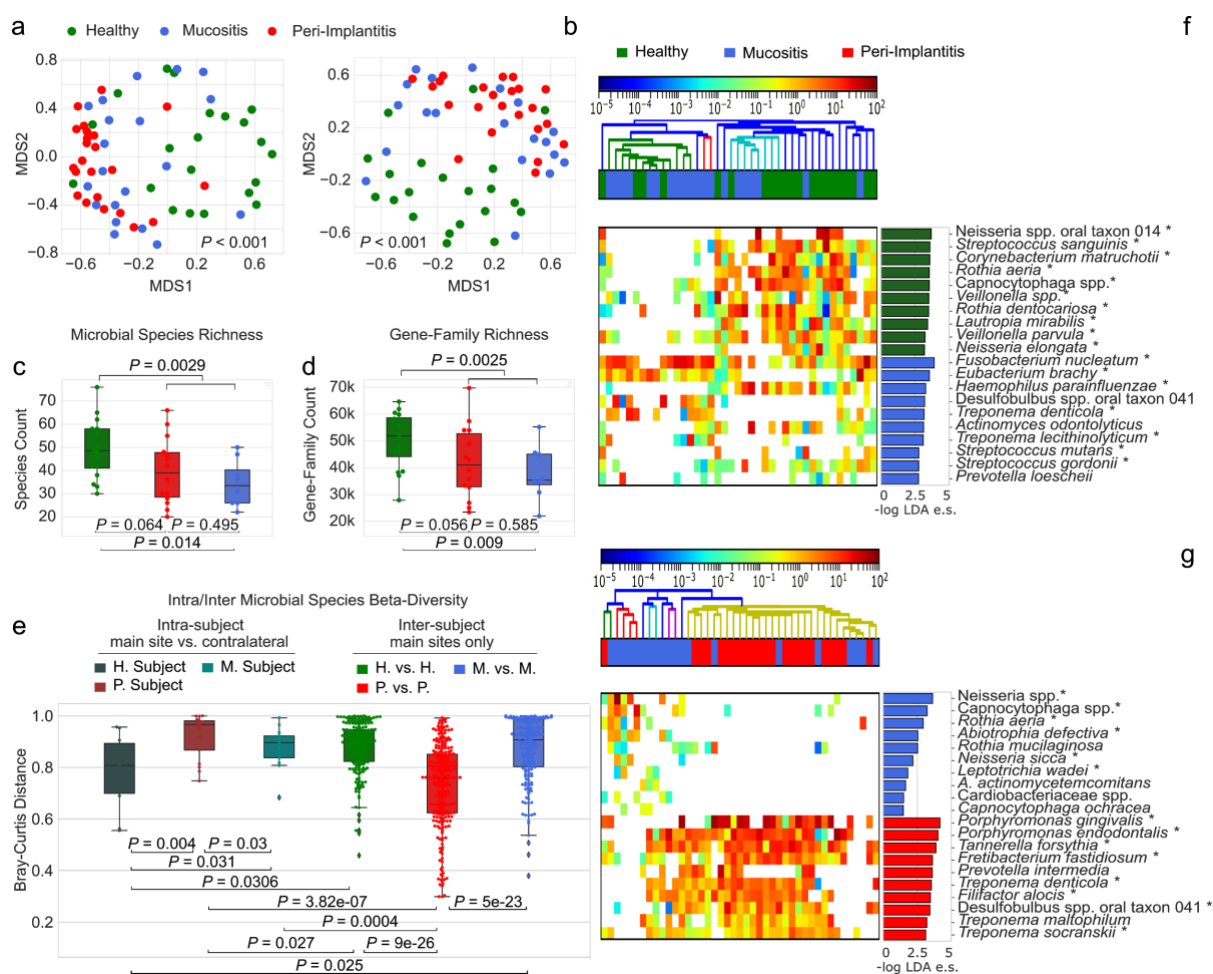 a
Healthy
Mucositis
Peri-Implantitis
0.8
0.4
0.0
−0.4
−0.8
MDS2
−0.6
−0.2
0.2
0.6
MDS1
P < 0.001
0.6
0.2
−0.2
−0.6
MDS2
−0.6
−0.2
0.2
0.6
MDS1
P < 0.001
b
Microbial Species Richness
c
P = 0.0029
70
60
50
40
30
20
Species Count
P = 0.064
P = 0.495
P = 0.014
Gene-Family Richness
d
P = 0.0025
70k
60k
50k
40k
30k
20k
Gene-Family Count
P = 0.056
P = 0.585
P = 0.009
Intra/Inter Microbial Species Beta-Diversity
e
Intra-subject
main site vs. contralateral
H. Subject
M. Subject
P. Subject
Inter-subject
main sites only
H. vs. H.
M. vs. M.
P. vs. P.
1.0
0.8
0.6
0.4
0.2
Bray-Curtis Distance
P = 0.004
P = 0.03
P = 0.031
P = 0.0306
P = 3.82e-07
P = 5e-23
P = 0.0004
P = 0.027
P = 9e-26
P = 0.025
f
Healthy
Mucositis
Peri-Implantitis
10⁻⁵ 10⁻⁴ 10⁻³ 10⁻² 10⁻¹ 10⁰ 10¹ 10²
Neisseria spp. oral taxon 014 *
Streptococcus sanguinis *
Corynebacterium matruchotii *
Rothia aeria *
Capnocytophaga spp.*
Veillonella spp.*
Rothia dentocariosa *
Lautropia mirabilis *
Veillonella parvula *
Neisseria elongata *
Fusobacterium nucleatum *
Eubacterium brachy *
Haemophilus parainfluenzae *
Desulfobulbus spp. oral taxon 041
Treponema denticola *
Actinomyces odontolyticus
Treponema lecithinolyticum *
Streptococcus mutans *
Streptococcus gordonii *
Prevotella loescheii
0 2.5 5.0
-log LDA e.s.
g
10⁻⁵ 10⁻⁴ 10⁻³ 10⁻² 10⁻¹ 10⁰ 10¹ 10²
Neisseria spp.*
Capnocytophaga spp.*
Rothia aeria *
Abiotrophia defectiva *
Rothia mucilaginosa
Neisseria sicca *
Leptotrichia wadei *
A. actinomycetemcomitans
Cardiobacteriaceae spp.
Capnocytophaga ochracea
Porphyromonas gingivalis *
Porphyromonas endodontalis *
Tannerella forsythia *
Fretibacterium fastidiosum *
Prevotella intermedia
Treponema denticola *
Filifactor alocis *
Desulfobulbus spp. oral taxon 041 *
Treponema maltophilum
Treponema socranskii *
0 2.5 5.0
-log LDA e.s.